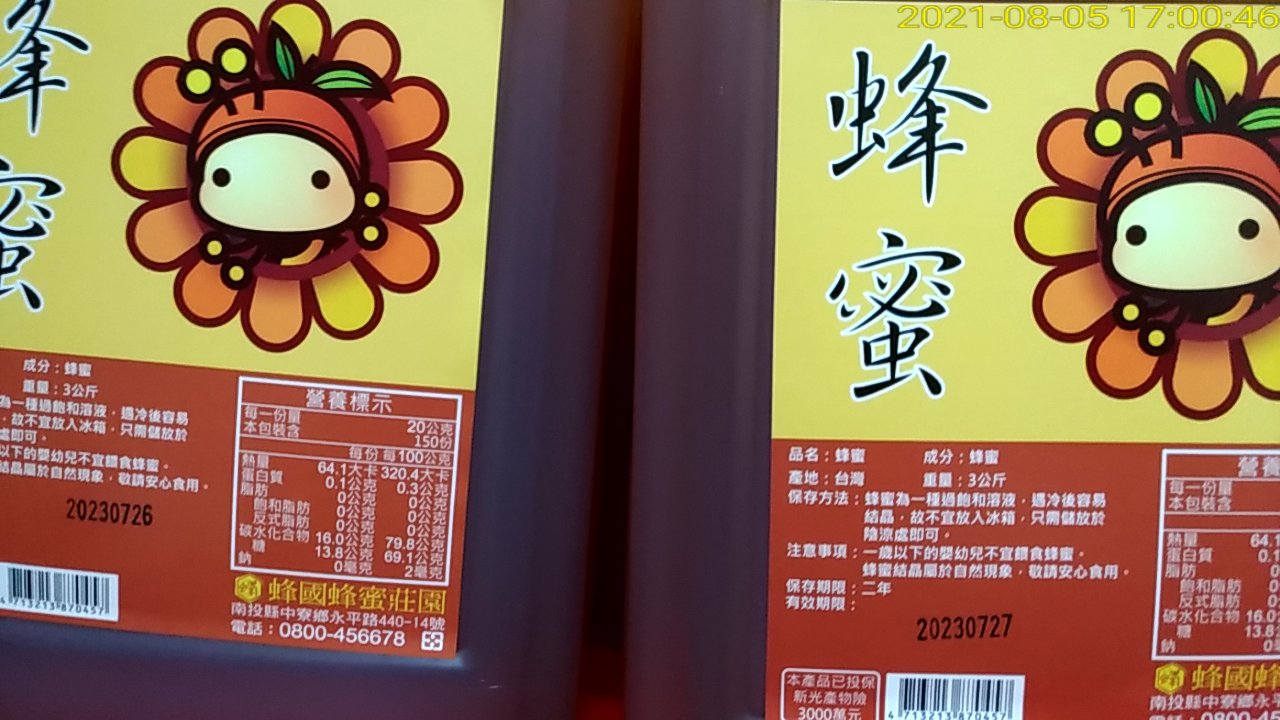 2021-08-05 17:00:46
蜂
蜜
成分：蜂蜜
重量：3公斤
為一種過飽和溶液，遇冷後容易
，故不宜放入冰箱，只需儲放於
處即可。
以下的嬰幼兒不宜餵食蜂蜜。
結晶屬於自然現象，敬請安心食用。
20230726
4713213870457
營養標示
每一份量 20公克
本包裝含 150份
每份 每100公克
熱量 64.1大卡 320.4大卡
蛋白質 0.1公克 0.3公克
脂肪 0公克 0公克
飽和脂肪 0公克 0公克
反式脂肪 0公克 0公克
碳水化合物 16.0公克 79.8公克
糖 13.8公克 69.1公克
鈉 0毫克 2毫克
蜂國蜂蜜莊園
南投縣中寮鄉永平路440-14號
電話：0800-456678
蜂
蜜
品名：蜂蜜 成分：蜂蜜
產地：台灣 重量：3公斤
保存方法：蜂蜜為一種過飽和溶液，遇冷後容易
結晶，故不宜放入冰箱，只需儲放於
陰涼處即可。
注意事項：一歲以下的嬰幼兒不宜餵食蜂蜜。
蜂蜜結晶屬於自然現象，敬請安心食用。
保存期限：二年
有效期限：
20230727
本產品已投保
新光產物險
3000萬元
4713213870457
營養
每一份量
本包裝含
熱量 64.1
蛋白質 0.1
脂肪 0
飽和脂肪 0
反式脂肪 0
碳水化合物 16.0
糖 13.8
鈉 0
蜂國蜂
南投縣中寮鄉